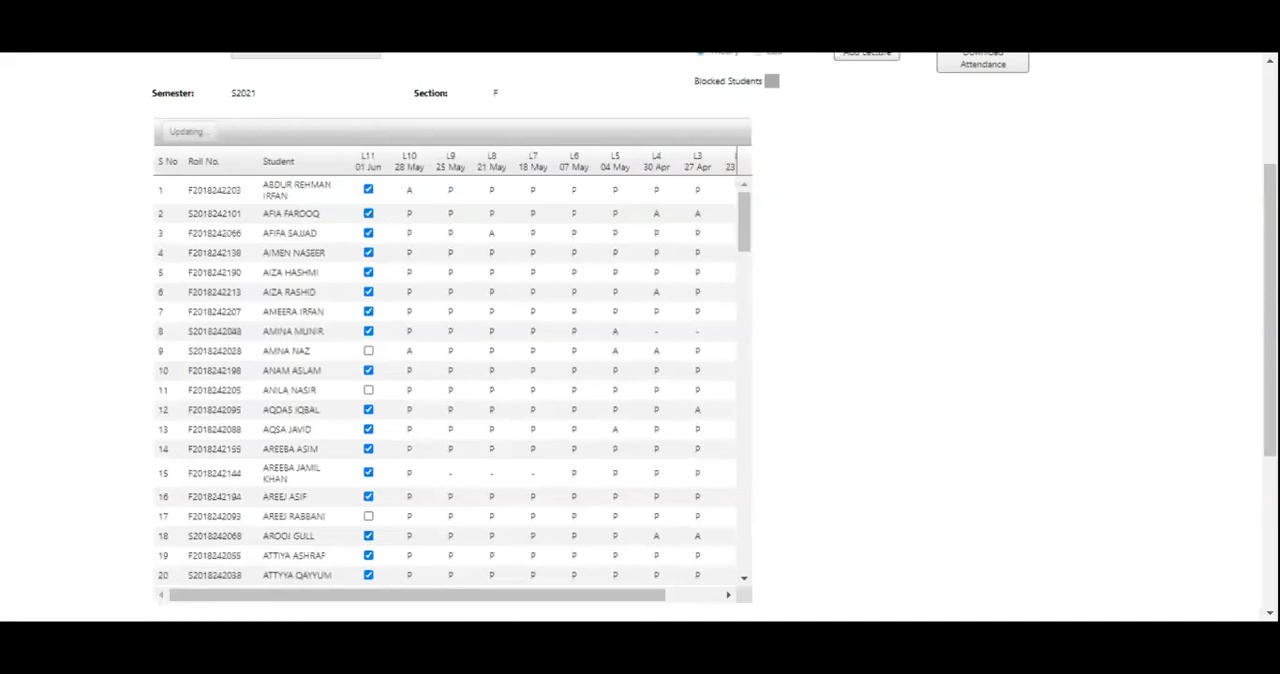 Add Lecture
Download
Attendance
Blocked Students
Semester: S2021 Section: F
Updating...
S No Roll No. Student L11 L10 L9 L8 L7 L6 L5 L4 L3
01 Jun 28 May 25 May 21 May 18 May 07 May 04 May 30 Apr 27 Apr 23
1 F2018242203 ABDUR REHMAN IRFAN A P P P P P P P
2 S2018242101 AFIA FAROOQ P P P P P P A A
3 F2018242066 AFIFA SAJJAD P P A P P P P P
4 F2018242138 AIMEN NASEER P P P P P P P P
5 F2018242190 AIZA HASHMI P P P P P P P P
6 F2018242213 AIZA RASHID P P P P P P A P
7 F2018242207 AMEERA IRFAN P P P P P P P P
8 S2018242048 AMINA MUNIR P P P P P A - -
9 S2018242028 AMNA NAZ A P P P P A A P
10 F2018242198 ANAM ASLAM P P P P P P P P
11 F2018242205 ANILA NASIR P P P P P P P P
12 F2018242095 AQDAS IQBAL P P P P P P P A
13 F2018242088 AQSA JAVID P P P P P A P P
14 F2018242155 AREEBA ASIM P P P P P P P P
15 F2018242144 AREEBA JAMIL KHAN P - - - P P P P
16 F2018242194 AREEJ ASIF P P P P P P P P
17 F2018242093 AREEJ RABBANI P P P P P P P P
18 S2018242068 AROOJ GULL P P P P P P A A
19 F2018242055 ATTIYA ASHRAF P P P P P P P P
20 S2018242038 ATTYYA QAYYUM P P P P P P P P